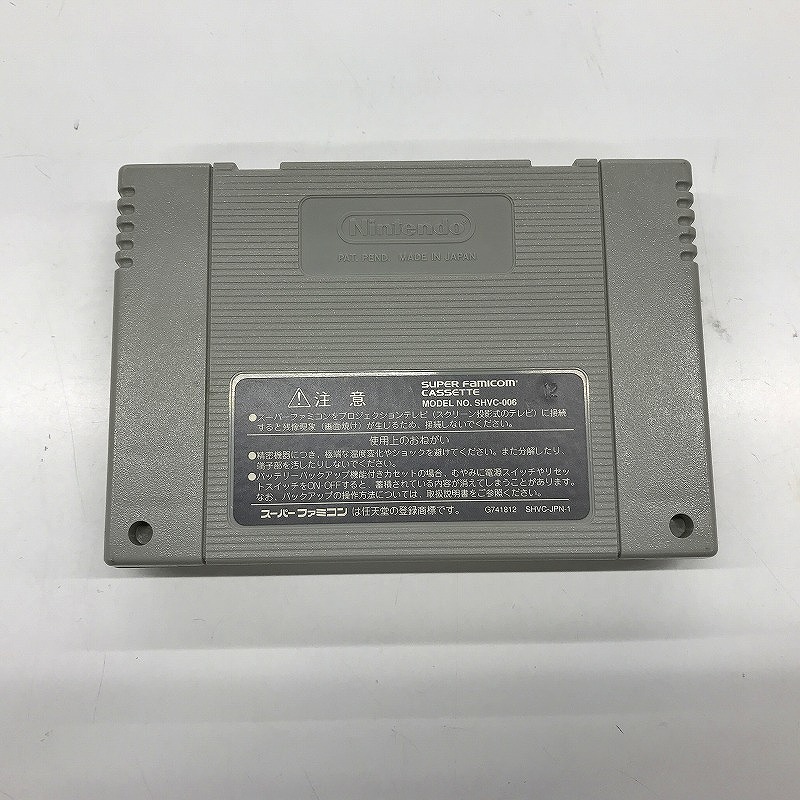 Nintendo
PAT. PEND. MADE IN JAPAN
注意
SUPER Famicom
CASSETTE
MODEL NO. SHVC-006
12
●スーパーファミコンをプロジェクションテレビ(スクリーン投影式のテレビ)に接続
すると残像現象(画面焼け)が生じるため、接続しないでください。
使用上のおねがい
●精密機器につき、極端な温度変化やショックを避けてください。また分解したり、
端子部を汚したりしないでください。
●バッテリーバックアップ機能付きカセットの場合、むやみに電源スイッチやリセッ
トスイッチをON・OFFすると、蓄積されている内容が消えてしまうことがあります。
なお、バックアップの操作方法については、取扱説明書をご参照ください。
スーパーファミコンは任天堂の登録商標です。 G741812 SHVC-JPN-1